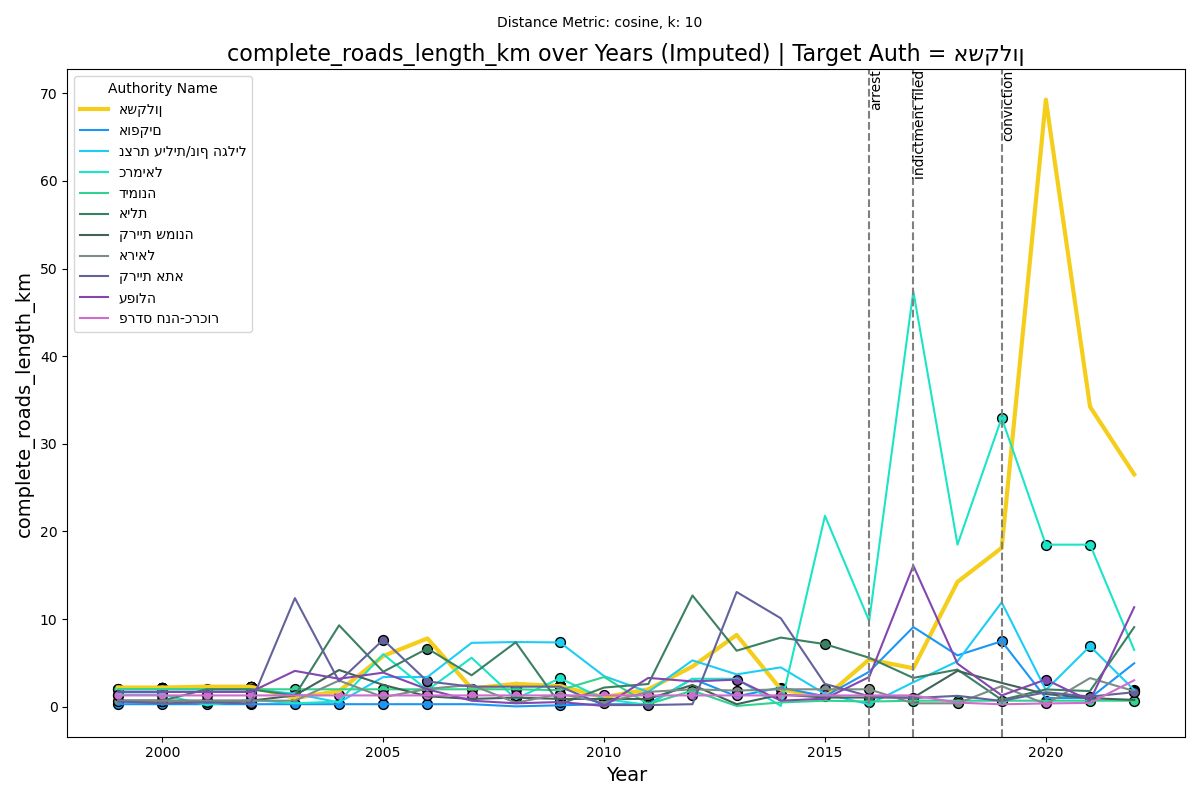 Distance Metric: cosine, k: 10
complete_roads_length_km over Years (Imputed) | Target Auth = אשקלון
Authority Name
אשקלון
אופקים
נצרת עילית/נוף הגליל
כרמיאל
דימונה
אילת
קריית שמונה
אריאל
קריית אתא
עפולה
פרדס חנה-כרכור
arrest
indictment filed
conviction
complete_roads_length_km
70
60
50
40
30
20
10
0
2000
2005
2010
2015
2020
Year